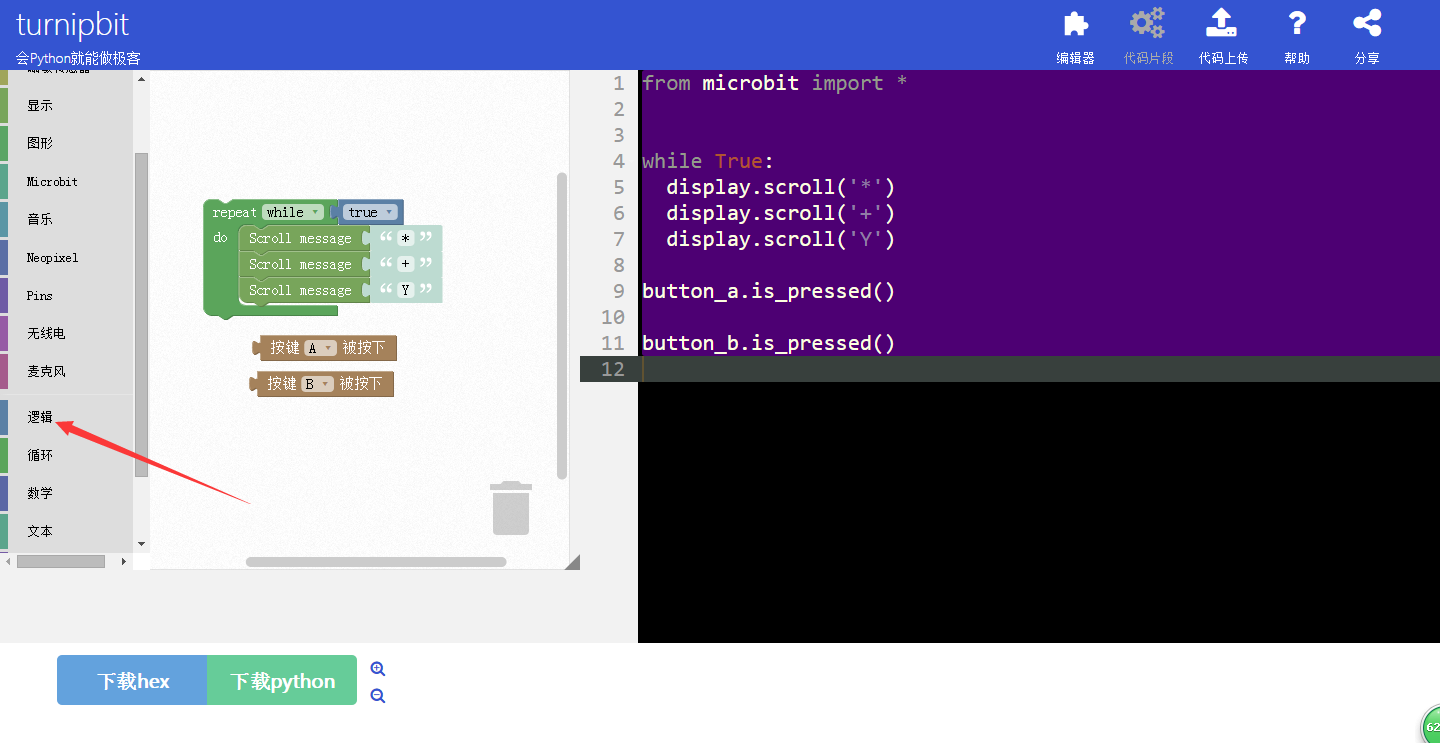 turnipbit
会Python就能做极客
编辑器
代码片段
代码上传
帮助
分享
显示
图形
Microbit
音乐
Neopixel
Pins
无线电
麦克风
逻辑
循环
数学
文本
repeat while true
do Scroll message “ * ”
Scroll message “ + ”
Scroll message “ Y ”
按键 A 被按下
按键 B 被按下
1 from microbit import *
2
3
4 while True:
5 display.scroll('*')
6 display.scroll('+')
7 display.scroll('Y')
8
9 button_a.is_pressed()
10
11 button_b.is_pressed()
12
下载hex
下载python
62